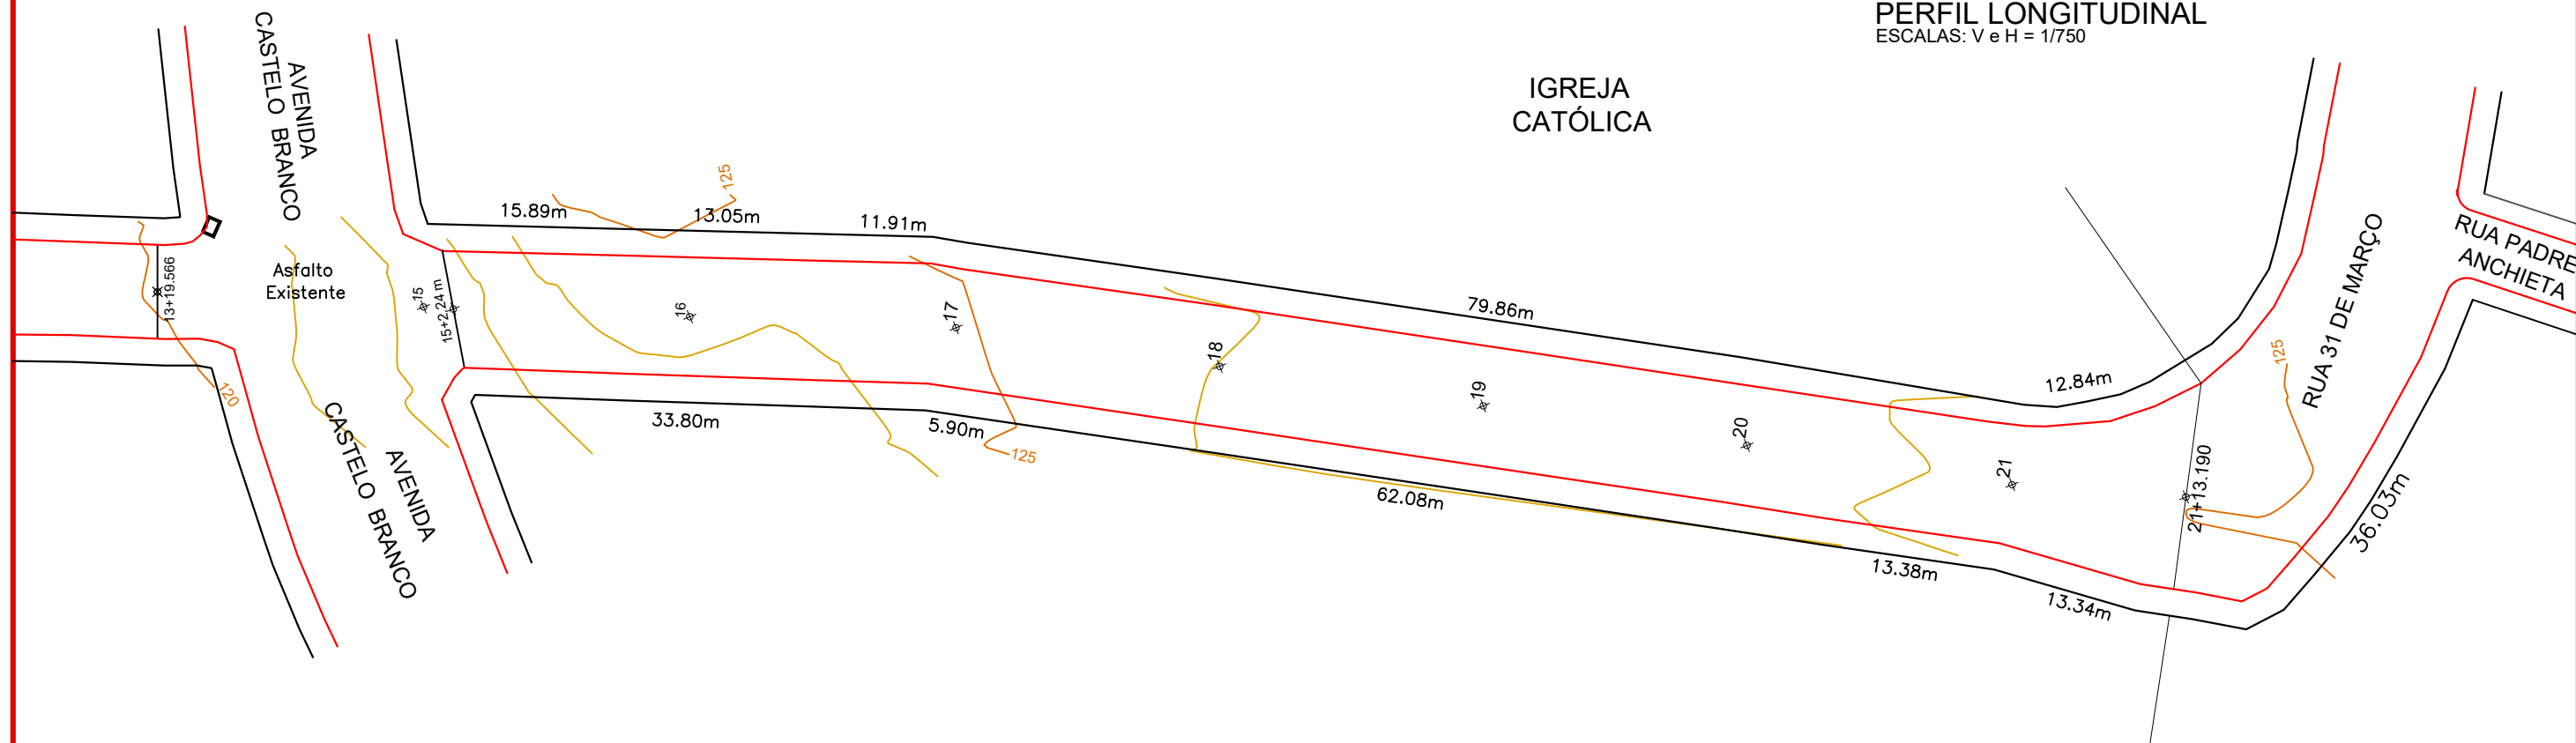 PERFIL LONGITUDINAL
ESCALAS: V e H = 1/750
AVENIDA
CASTELO BRANCO
IGREJA
CATÓLICA
125
15.89m
13.05m
11.91m
RUA PADRE
ANCHIETA
RUA 31 DE MARÇO
13+19.566
Asfalto
Existente
15
15+2.24 m
16
17
18
79.86m
19
20
12.84m
125
120
33.80m
5.90m
125
AVENIDA
CASTELO BRANCO
62.08m
21
21+13.190
36.03m
13.38m
13.34m